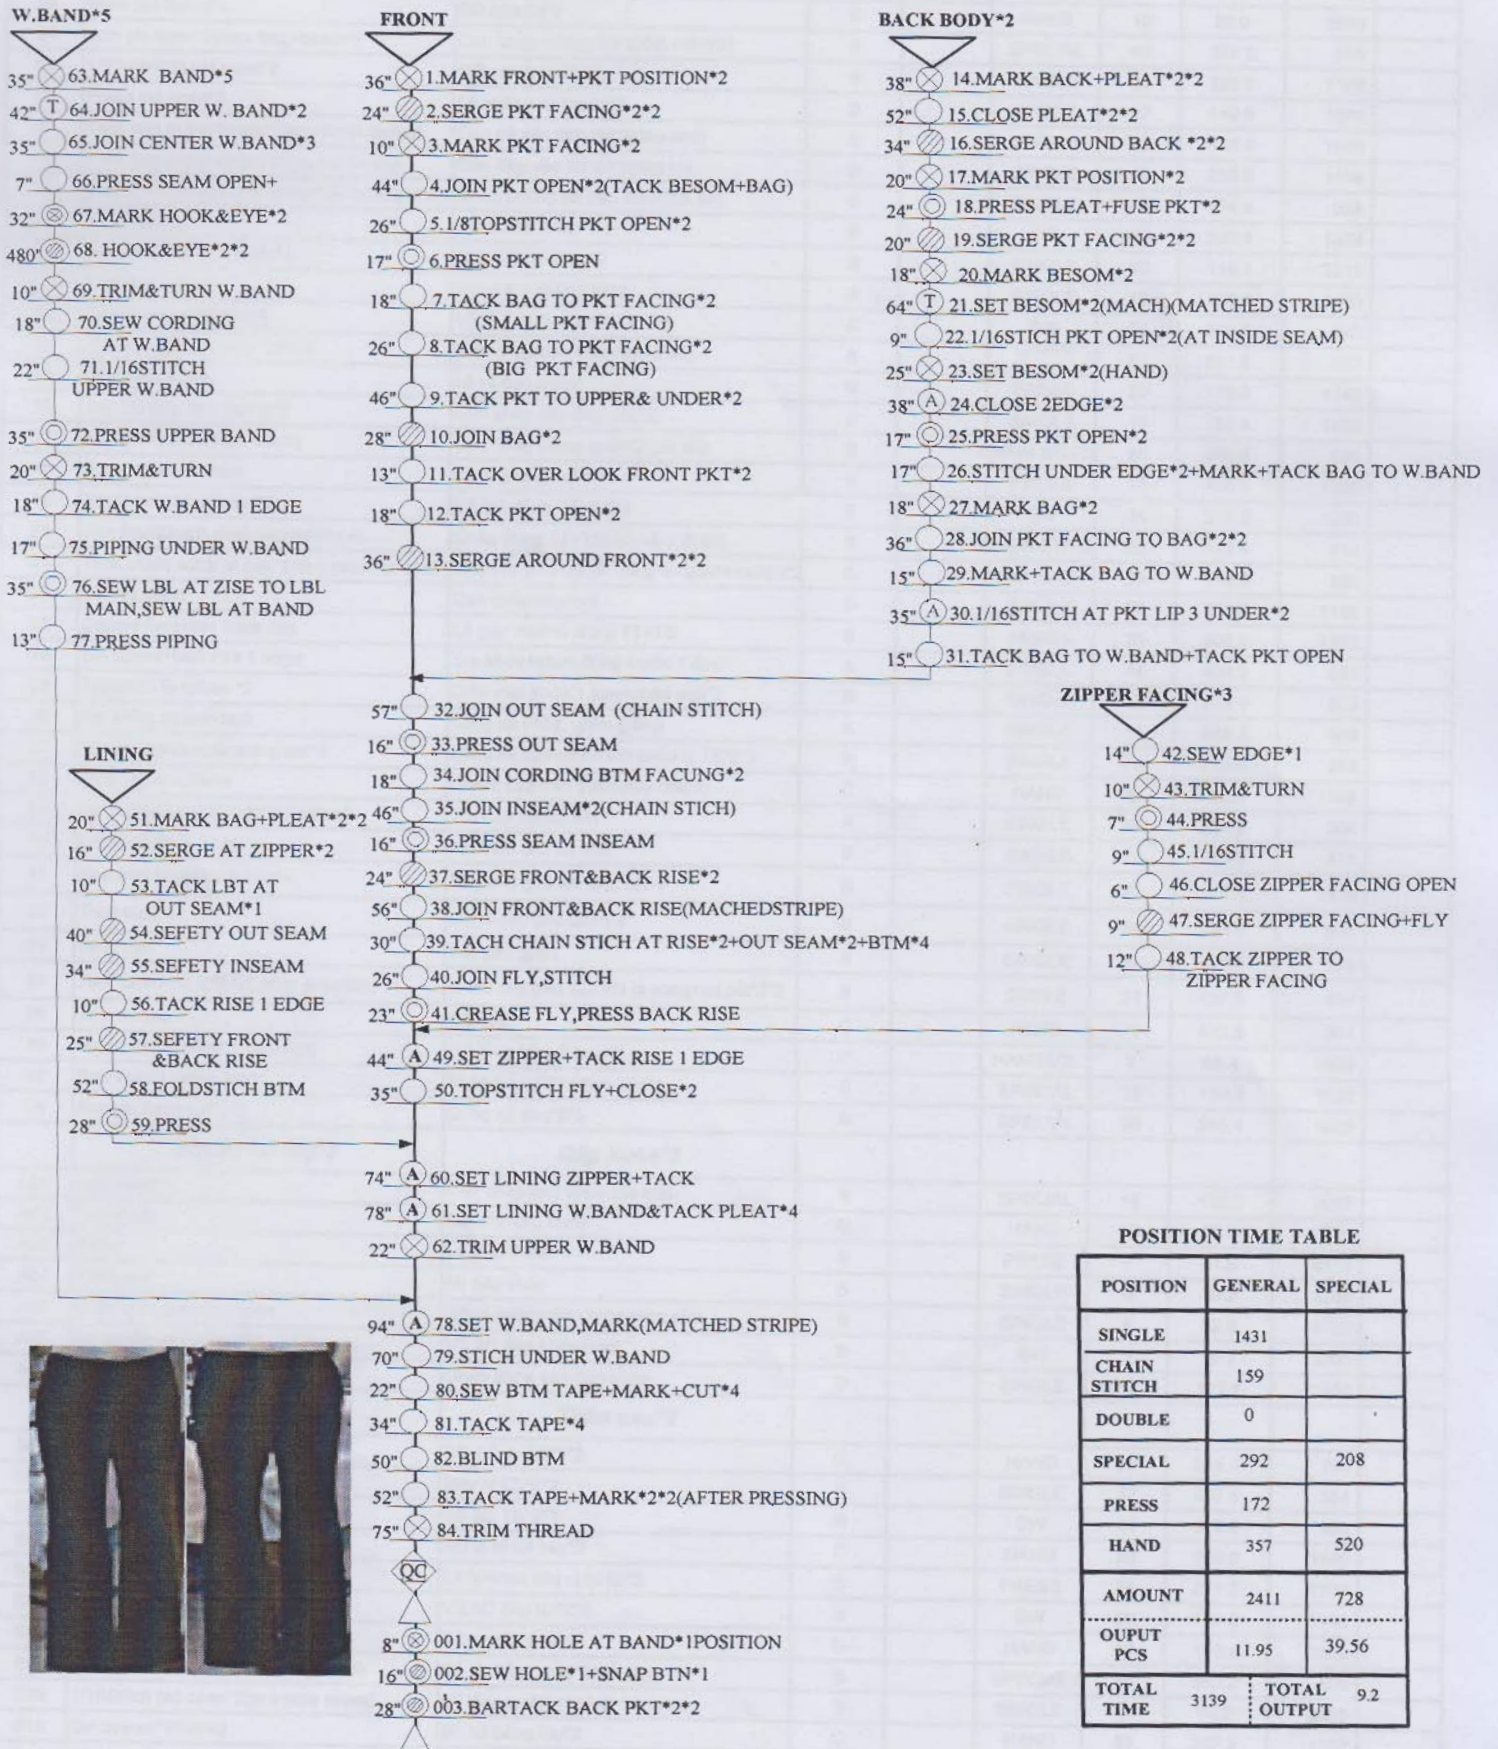 W.BAND*5
35" 63.MARK BAND*5
42" T 64.JOIN UPPER W. BAND*2
35" 65.JOIN CENTER W.BAND*3
7" 66.PRESS SEAM OPEN+
32" 67.MARK HOOK&EYE*2
480" 68. HOOK&EYE*2*2
10" 69.TRIM&TURN W.BAND
18" 70.SEW CORDING
AT W.BAND
22" 71.1/16STITCH
UPPER W.BAND
35" 72.PRESS UPPER BAND
20" 73.TRIM&TURN
18" 74.TACK W.BAND 1 EDGE
17" 75.PIPING UNDER W.BAND
35" 76.SEW LBL AT ZISE TO LBL
MAIN,SEW LBL AT BAND
13" 77.PRESS PIPING
FRONT
36" 1.MARK FRONT+PKT POSITION*2
24" 2.SERGE PKT FACING*2*2
10" 3.MARK PKT FACING*2
44" 4.JOIN PKT OPEN*2(TACK BESOM+BAG)
26" 5.1/8TOPSTITCH PKT OPEN*2
17" 6.PRESS PKT OPEN
18" 7.TACK BAG TO PKT FACING*2
(SMALL PKT FACING)
26" 8.TACK BAG TO PKT FACING*2
(BIG PKT FACING)
46" 9.TACK PKT TO UPPER& UNDER*2
28" 10.JOIN BAG*2
13" 11.TACK OVER LOOK FRONT PKT*2
18" 12.TACK PKT OPEN*2
36" 13.SERGE AROUND FRONT*2*2
BACK BODY*2
38" 14.MARK BACK+PLEAT*2*2
52" 15.CLOSE PLEAT*2*2
34" 16.SERGE AROUND BACK *2*2
20" 17.MARK PKT POSITION*2
24" 18.PRESS PLEAT+FUSE PKT*2
20" 19.SERGE PKT FACING*2*2
18" 20.MARK BESOM*2
64" T 21.SET BESOM*2(MACH)(MATCHED STRIPE)
9" 22.1/16STICH PKT OPEN*2(AT INSIDE SEAM)
25" 23.SET BESOM*2(HAND)
38" A 24.CLOSE 2EDGE*2
17" 25.PRESS PKT OPEN*2
17" 26.STITCH UNDER EDGE*2+MARK+TACK BAG TO W.BAND
18" 27.MARK BAG*2
36" 28.JOIN PKT FACING TO BAG*2*2
15" 29.MARK+TACK BAG TO W.BAND
35" A 30.1/16STITCH AT PKT LIP 3 UNDER*2
15" 31.TACK BAG TO W.BAND+TACK PKT OPEN
57" 32.JOIN OUT SEAM (CHAIN STITCH)
16" 33.PRESS OUT SEAM
18" 34.JOIN CORDING BTM FACUNG*2
46" 35.JOIN INSEAM*2(CHAIN STICH)
16" 36.PRESS SEAM INSEAM
24" 37.SERGE FRONT&BACK RISE*2
56" 38.JOIN FRONT&BACK RISE(MACHEDSTRIPE)
30" 39.TACH CHAIN STICH AT RISE*2+OUT SEAM*2+BTM*4
26" 40.JOIN FLY,STITCH
23" 41.CREASE FLY,PRESS BACK RISE
ZIPPER FACING*3
14" 42.SEW EDGE*1
10" 43.TRIM&TURN
7" 44.PRESS
9" 45.1/16STITCH
6" 46.CLOSE ZIPPER FACING OPEN
9" 47.SERGE ZIPPER FACING+FLY
12" 48.TACK ZIPPER TO
ZIPPER FACING
44" A 49.SET ZIPPER+TACK RISE 1 EDGE
35" 50.TOPSTITCH FLY+CLOSE*2
LINING
20" 51.MARK BAG+PLEAT*2*2
16" 52.SERGE AT ZIPPER*2
10" 53.TACK LBT AT
OUT SEAM*1
40" 54.SEFETY OUT SEAM
34" 55.SEFETY INSEAM
10" 56.TACK RISE 1 EDGE
25" 57.SEFETY FRONT
&BACK RISE
52" 58.FOLDSTICH BTM
28" 59.PRESS
74" A 60.SET LINING ZIPPER+TACK
78" A 61.SET LINING W.BAND&TACK PLEAT*4
22" 62.TRIM UPPER W.BAND
94" A 78.SET W.BAND,MARK(MATCHED STRIPE)
70" 79.STICH UNDER W.BAND
22" 80.SEW BTM TAPE+MARK+CUT*4
34" 81.TACK TAPE*4
50" 82.BLIND BTM
52" 83.TACK TAPE+MARK*2*2(AFTER PRESSING)
75" 84.TRIM THREAD
QC
8" 001.MARK HOLE AT BAND*1POSITION
16" 002.SEW HOLE*1+SNAP BTN*1
28" 003.BARTACK BACK PKT*2*2
POSITION TIME TABLE
POSITION GENERAL SPECIAL
SINGLE 1431
CHAIN STITCH 159
DOUBLE 0
SPECIAL 292 208
PRESS 172
HAND 357 520
AMOUNT 2411 728
OUPUT PCS 11.95 39.56
TOTAL TIME 3139 TOTAL OUTPUT 9.2